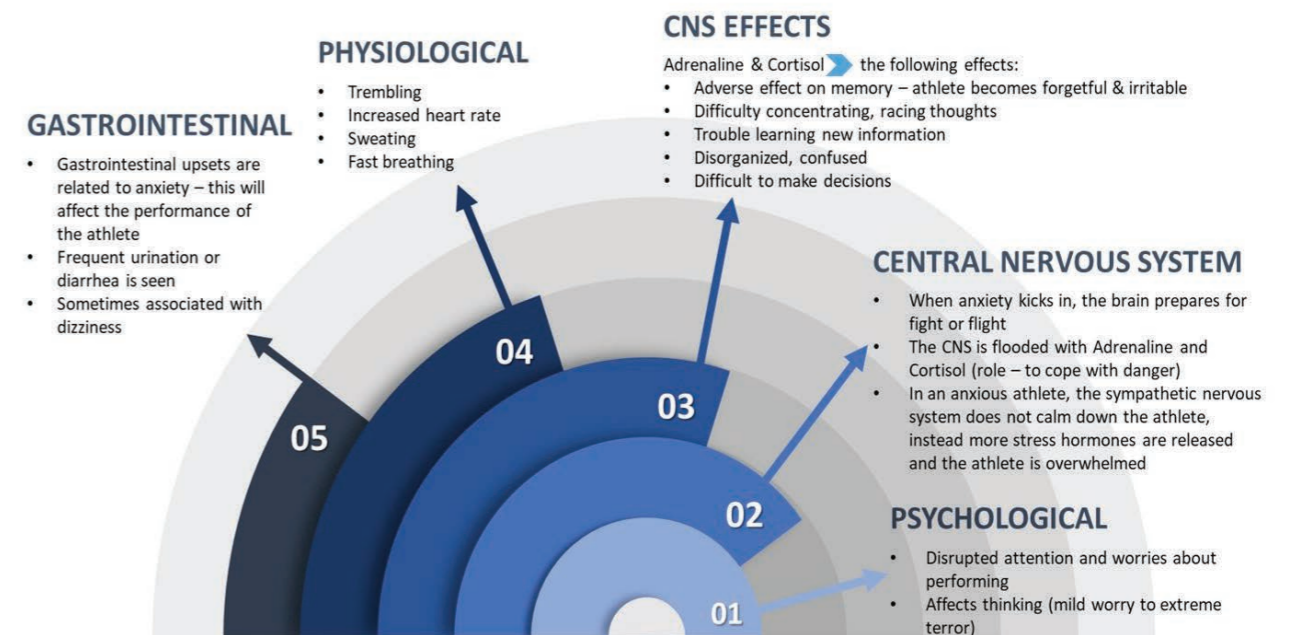 CNS EFFECTS
Adrenaline & Cortisol the following effects:
• Adverse effect on memory – athlete becomes forgetful & irritable
• Difficulty concentrating, racing thoughts
• Trouble learning new information
• Disorganized, confused
• Difficult to make decisions
PHYSIOLOGICAL
• Trembling
• Increased heart rate
• Sweating
• Fast breathing
GASTROINTESTINAL
• Gastrointestinal upsets are
related to anxiety – this will
affect the performance of
the athlete
• Frequent urination or
diarrhea is seen
• Sometimes associated with
dizziness
CENTRAL NERVOUS SYSTEM
• When anxiety kicks in, the brain prepares for
fight or flight
• The CNS is flooded with Adrenaline and
Cortisol (role – to cope with danger)
• In an anxious athlete, the sympathetic nervous
system does not calm down the athlete,
instead more stress hormones are released
and the athlete is overwhelmed
PSYCHOLOGICAL
• Disrupted attention and worries about
performing
• Affects thinking (mild worry to extreme
terror)
04
03
05
02
01